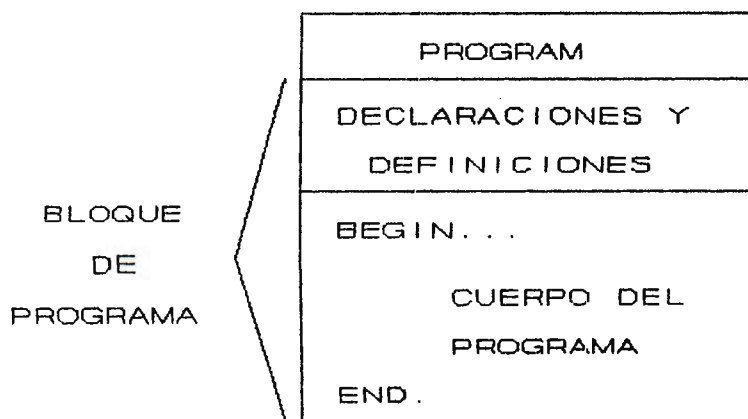 PROGRAM
DECLARACIONES Y
DEFINICIONES
BLOQUE
DE
PROGRAMA
BEGIN...
CUERPO DEL
PROGRAMA
END.